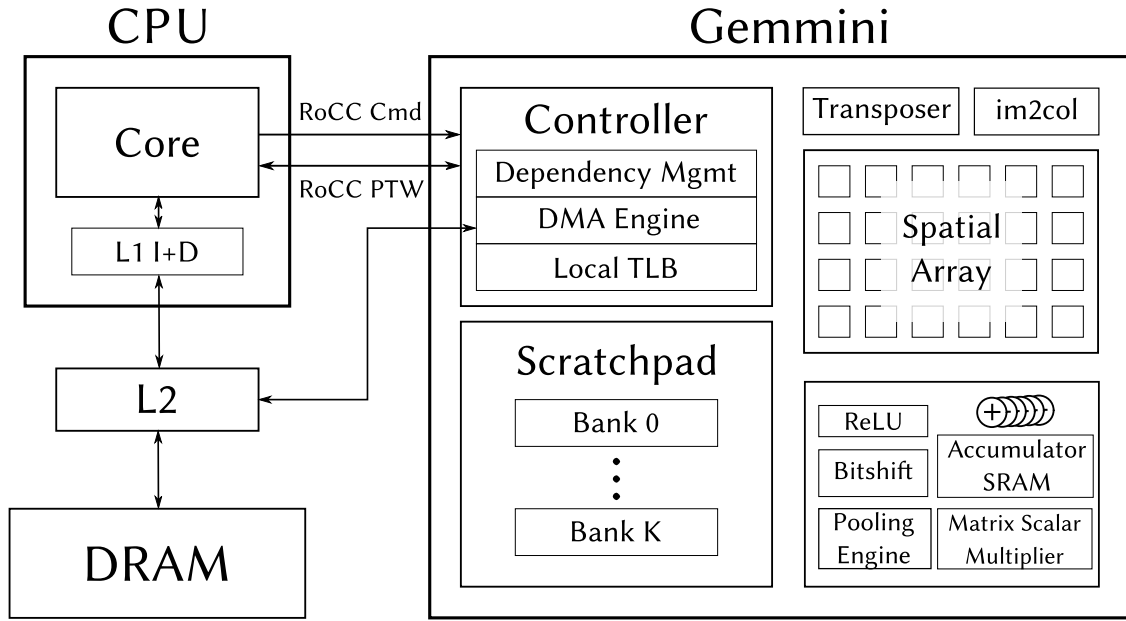 CPU
Core
L1 I+D
L2
DRAM
RoCC Cmd
RoCC PTW
Gemmini
Controller
Dependency Mgmt
DMA Engine
Local TLB
Scratchpad
Bank 0
Bank K
Transposer
im2col
Spatial
Array
ReLU
Bitshift
Pooling
Engine
+
Accumulator
SRAM
Matrix Scalar
Multiplier